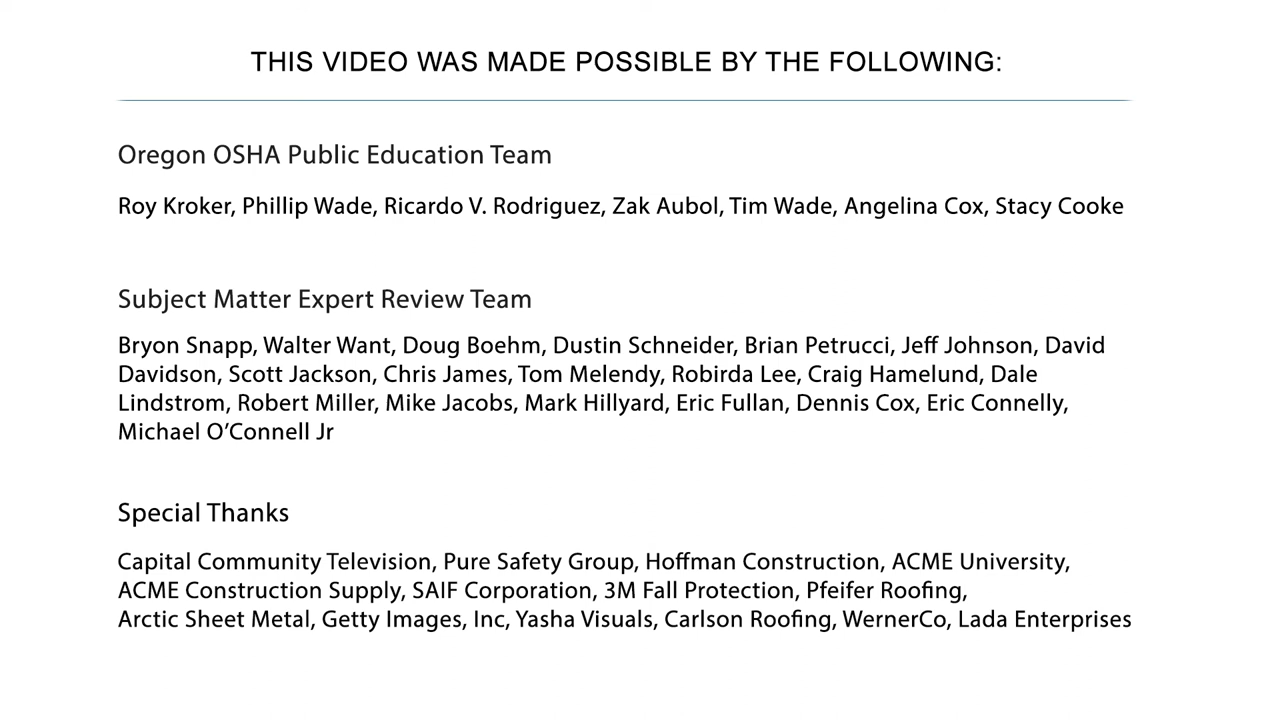 THIS VIDEO WAS MADE POSSIBLE BY THE FOLLOWING:
Oregon OSHA Public Education Team
Roy Kroker, Phillip Wade, Ricardo V. Rodriguez, Zak Aubol, Tim Wade, Angelina Cox, Stacy Cooke
Subject Matter Expert Review Team
Bryon Snapp, Walter Want, Doug Boehm, Dustin Schneider, Brian Petrucci, Jeff Johnson, David
Davidson, Scott Jackson, Chris James, Tom Melendy, Robirda Lee, Craig Hamelund, Dale
Lindstrom, Robert Miller, Mike Jacobs, Mark Hillyard, Eric Fullan, Dennis Cox, Eric Connelly,
Michael O’Connell Jr
Special Thanks
Capital Community Television, Pure Safety Group, Hoffman Construction, ACME University,
ACME Construction Supply, SAIF Corporation, 3M Fall Protection, Pfeifer Roofing,
Arctic Sheet Metal, Getty Images, Inc, Yasha Visuals, Carlson Roofing, WernerCo, Lada Enterprises